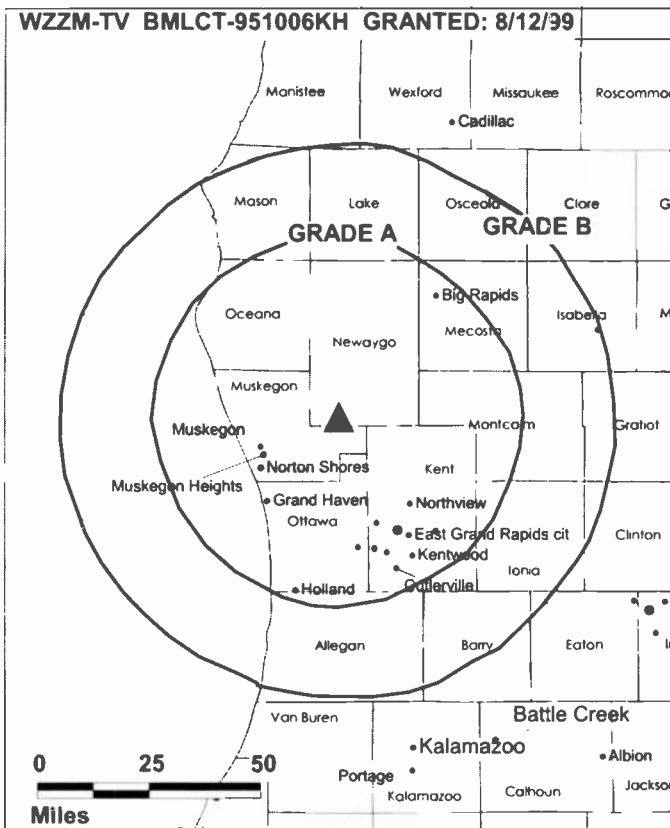 WZZM-TV BMLCT-951006KH GRANTED: 8/12/99
Manistee Wexford Missaukee Roscommo
Cadillac
Mason Lake Osceola Clare G
GRADE A GRADE B
Big Rapids
Oceana Isabella M
Newaygo Mecosta
Muskegon
Montcalm Gratiot
Muskegon
Norton Shores Kent
Muskegon Heights
Grand Haven Northview
Ottawa
East Grand Rapids cit Clinton
Kentwood
Ionia
Cutlerville
Holland
Allegan Barry Eaton I
Van Buren Battle Creek
Kalamazoo
0 25 50 Albion
Portage
Kalamazoo Calhoun Jackso
Miles